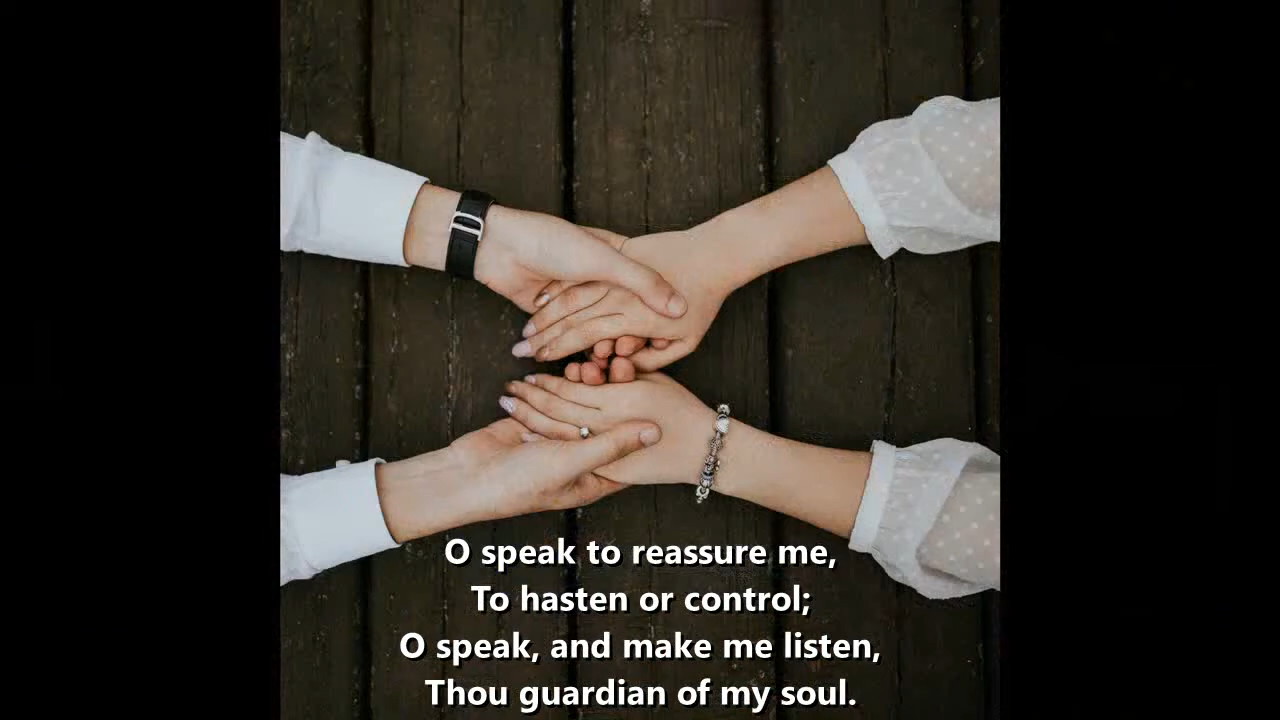 O speak to reassure me,
To hasten or control;
O speak, and make me listen,
Thou guardian of my soul.